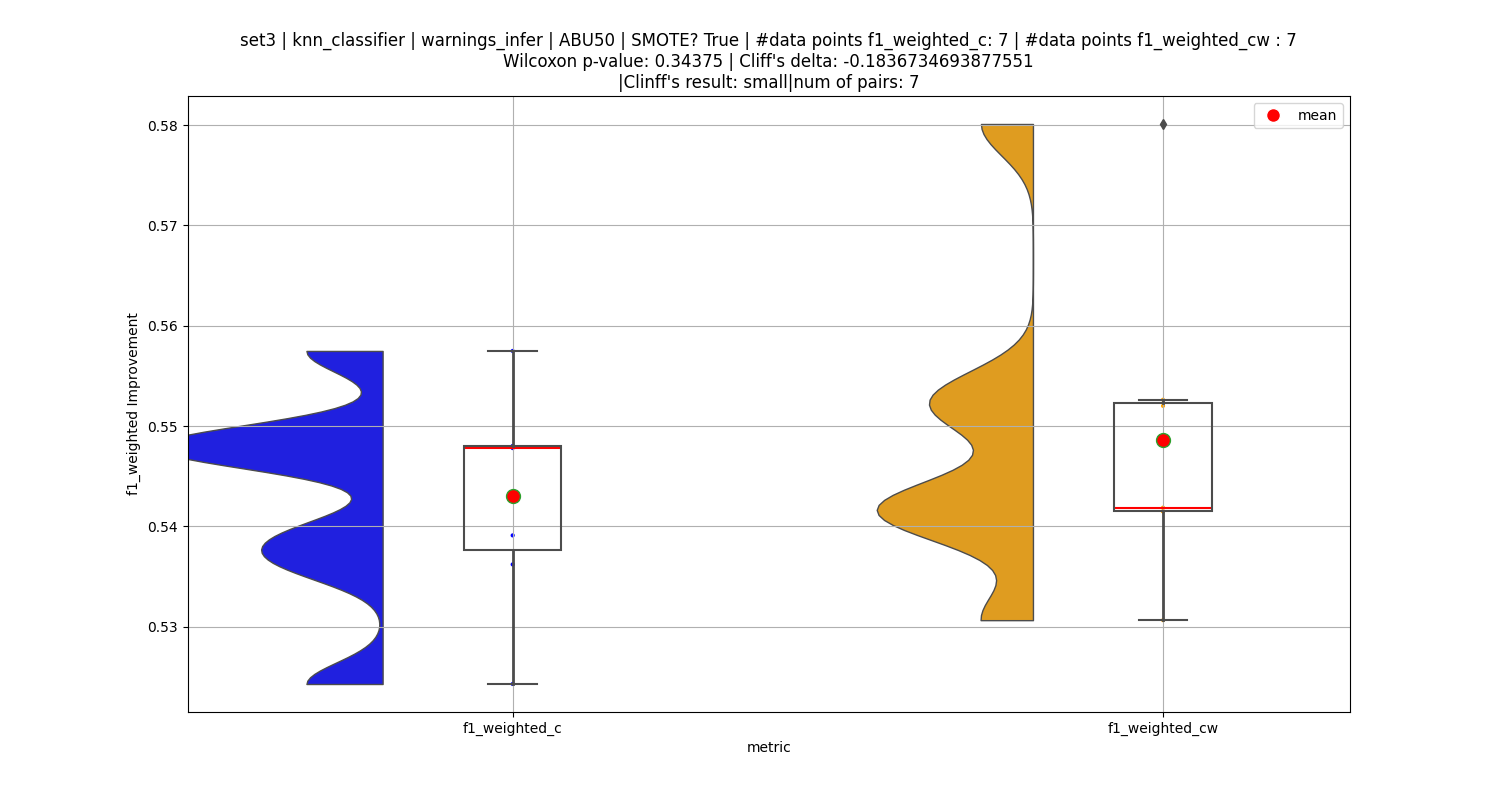 set3 | knn_classifier | warnings_infer | ABU50 | SMOTE? True | #data points f1_weighted_c: 7 | #data points f1_weighted_cw : 7
Wilcoxon p-value: 0.34375 | Cliff's delta: -0.1836734693877551
|Clinff's result: small|num of pairs: 7
mean
0.58
0.57
0.56
0.55
0.54
0.53
f1_weighted Improvement
f1_weighted_c
f1_weighted_cw
metric